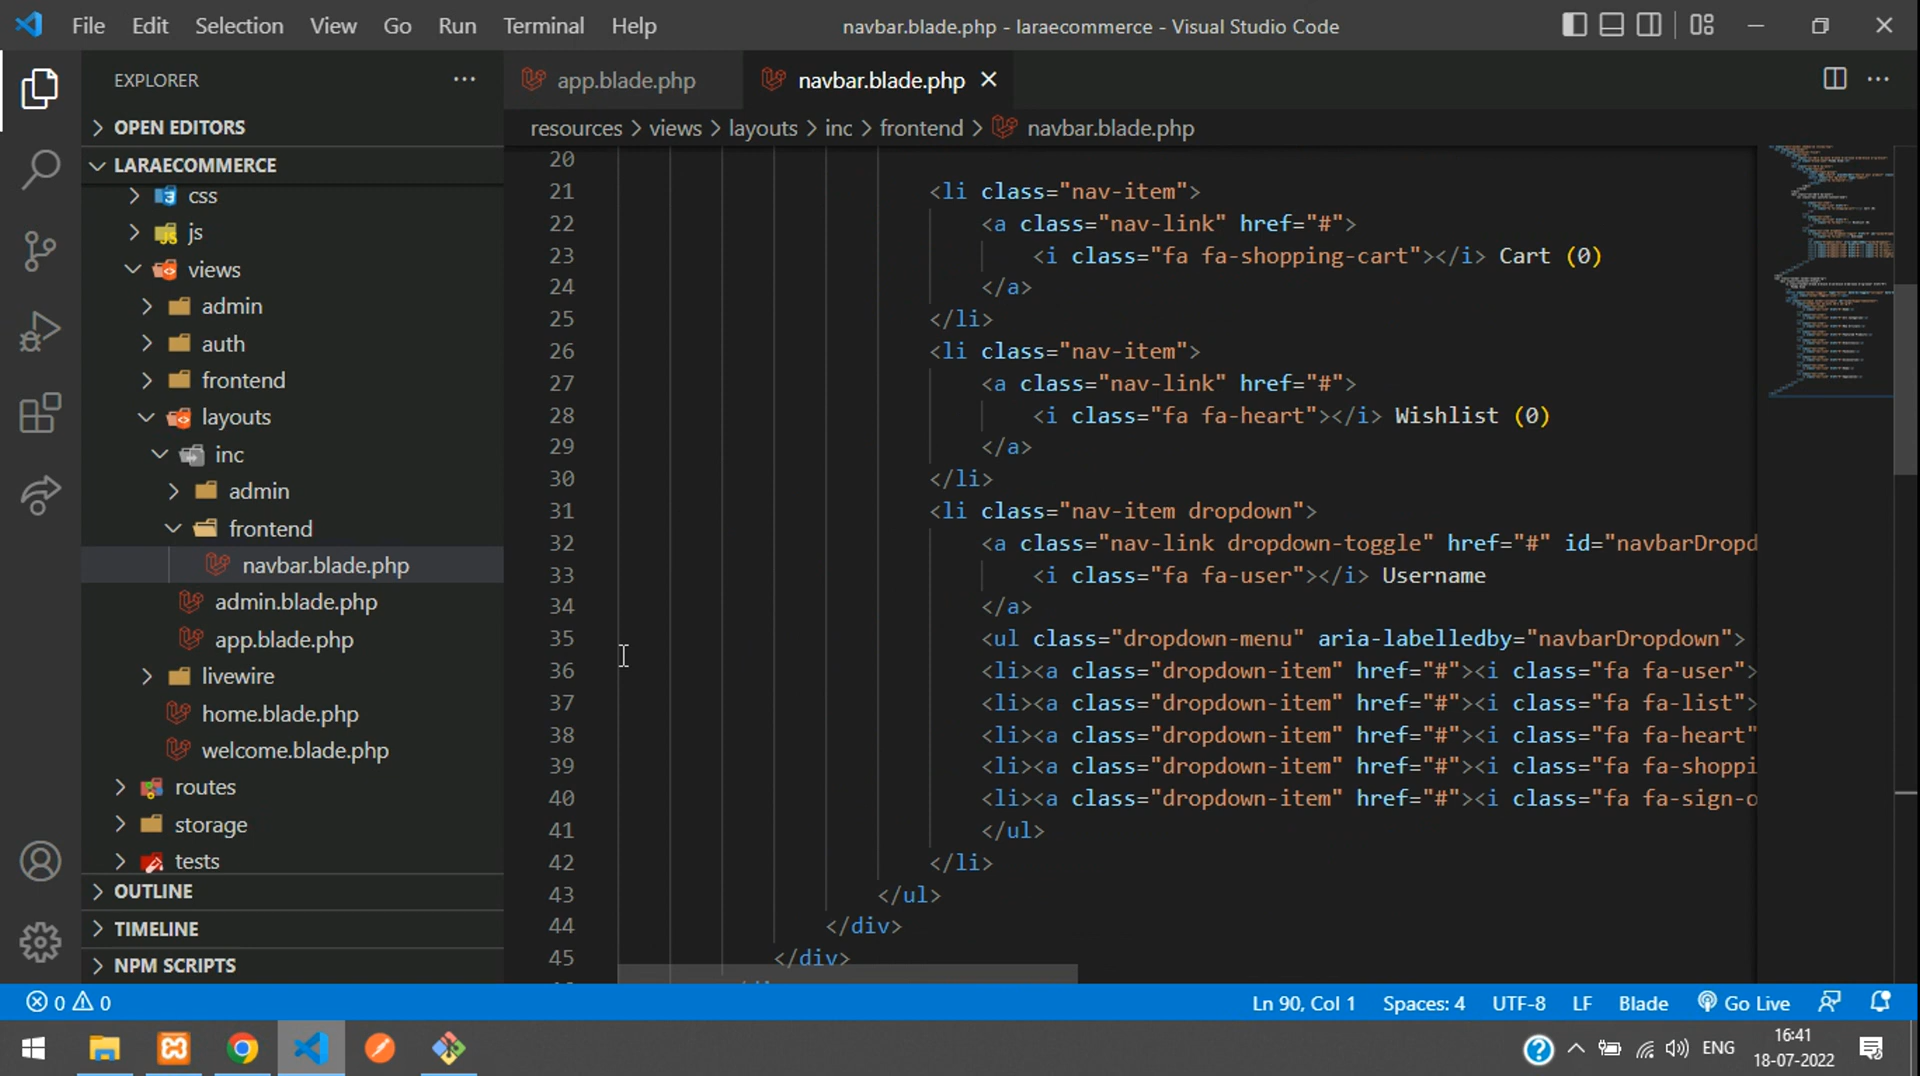 File Edit Selection View Go Run Terminal Help
navbar.blade.php - laraecommerce - Visual Studio Code
EXPLORER
OPEN EDITORS
LARAECOMMERCE
css
js
views
admin
auth
frontend
layouts
inc
admin
frontend
navbar.blade.php
admin.blade.php
app.blade.php
livewire
home.blade.php
welcome.blade.php
routes
storage
tests
OUTLINE
TIMELINE
NPM SCRIPTS
app.blade.php navbar.blade.php
resources > views > layouts > inc > frontend > navbar.blade.php
20
21 <li class="nav-item">
22 <a class="nav-link" href="#">
23 <i class="fa fa-shopping-cart"></i> Cart (0)
24 </a>
25 </li>
26 <li class="nav-item">
27 <a class="nav-link" href="#">
28 <i class="fa fa-heart"></i> Wishlist (0)
29 </a>
30 </li>
31 <li class="nav-item dropdown">
32 <a class="nav-link dropdown-toggle" href="#" id="navbarDropd
33 <i class="fa fa-user"></i> Username
34 </a>
35 <ul class="dropdown-menu" aria-labelledby="navbarDropdown">
36 <li><a class="dropdown-item" href="#"><i class="fa fa-user">
37 <li><a class="dropdown-item" href="#"><i class="fa fa-list">
38 <li><a class="dropdown-item" href="#"><i class="fa fa-heart"
39 <li><a class="dropdown-item" href="#"><i class="fa fa-shoppi
40 <li><a class="dropdown-item" href="#"><i class="fa fa-sign-o
41 </ul>
42 </li>
43 </ul>
44 </div>
45 </div>
0 0 Ln 90, Col 1 Spaces: 4 UTF-8 LF Blade Go Live
ENG
16:41
18-07-2022